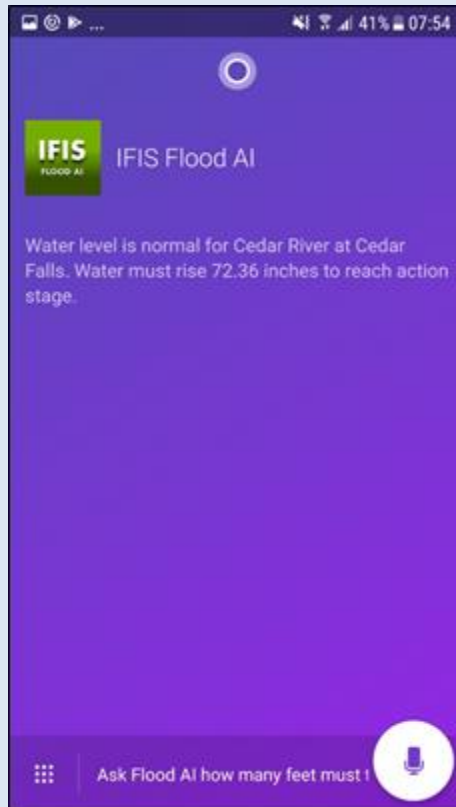 ... 41% 07:54
IFIS
FLOOD AI
IFIS Flood AI
Water level is normal for Cedar River at Cedar
Falls. Water must rise 72.36 inches to reach action
stage.
Ask Flood AI how many feet must